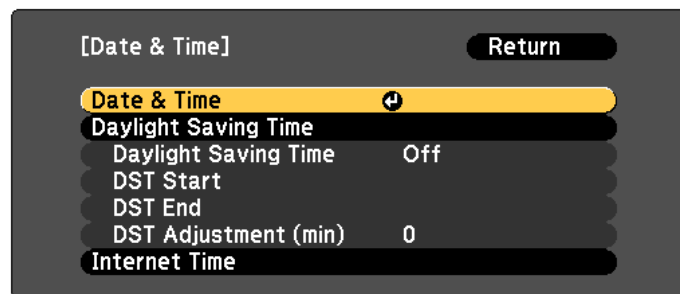 [Date & Time] Return
Date & Time
Daylight Saving Time
Daylight Saving Time Off
DST Start
DST End
DST Adjustment (min) 0
Internet Time